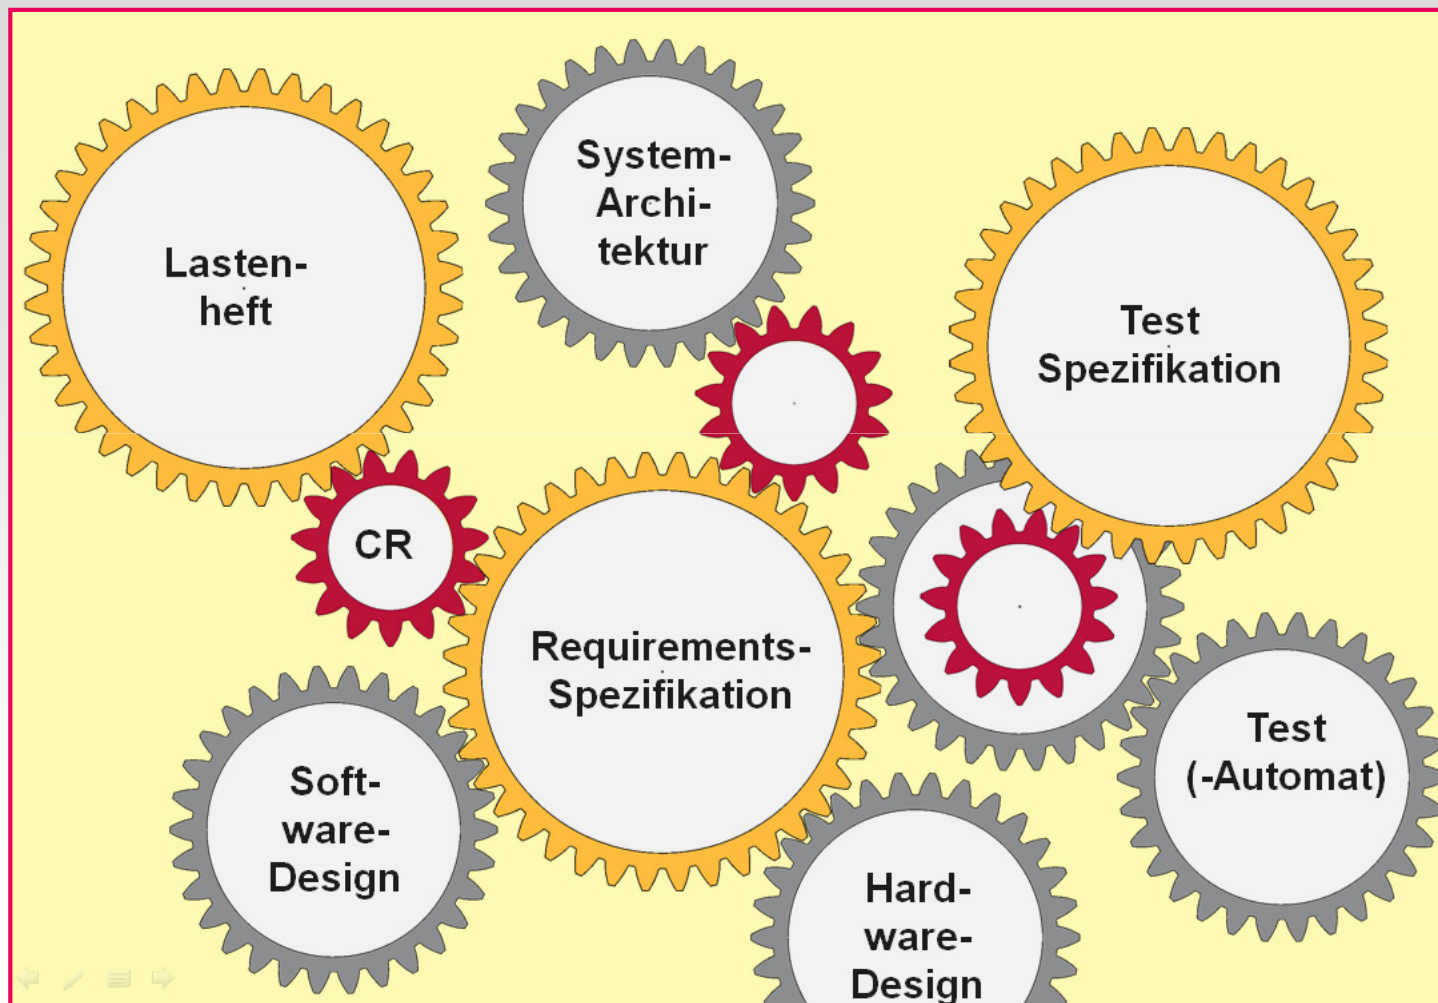 Lasten-
heft
System-
Archi-
tektur
Test
Spezifikation
CR
Requirements-
Spezifikation
Soft-
ware-
Design
Hard-
ware-
Design
Test
(-Automat)